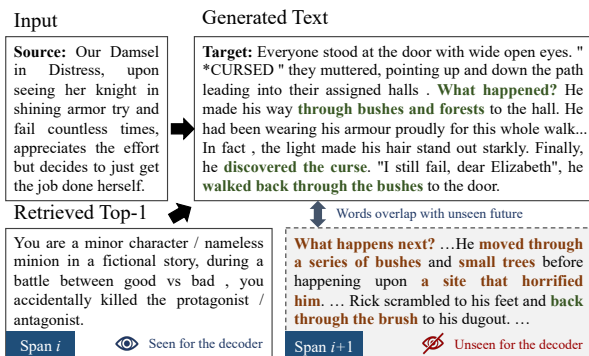 Input
Source: Our Damsel
in Distress, upon
seeing her knight in
shining armor try and
fail countless times,
appreciates the effort
but decides to just get
the job done herself.
Generated Text
Target: Everyone stood at the door with wide open eyes. "
*CURSED " they muttered, pointing up and down the path
leading into their assigned halls . What happened? He
made his way through bushes and forests to the hall. He
had been wearing his armour proudly for this whole walk...
In fact , the light made his hair stand out starkly. Finally,
he discovered the curse. "I still fail, dear Elizabeth", he
walked back through the bushes to the door.
Retrieved Top-1
You are a minor character / nameless
minion in a fictional story, during a
battle between good vs bad , you
accidentally killed the protagonist /
antagonist.
Span i
Seen for the decoder
Words overlap with unseen future
What happens next? …He moved through
a series of bushes and small trees before
happening upon a site that horrified
him. … Rick scrambled to his feet and back
through the brush to his dugout. …
Span i+1
Unseen for the decoder